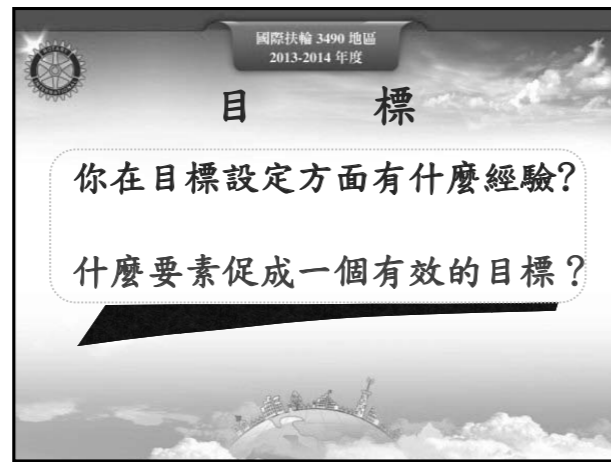 國際扶輪 3490 地區
2013-2014 年度
目 標
你在目標設定方面有什麼經驗?
什麼要素促成一個有效的目標?